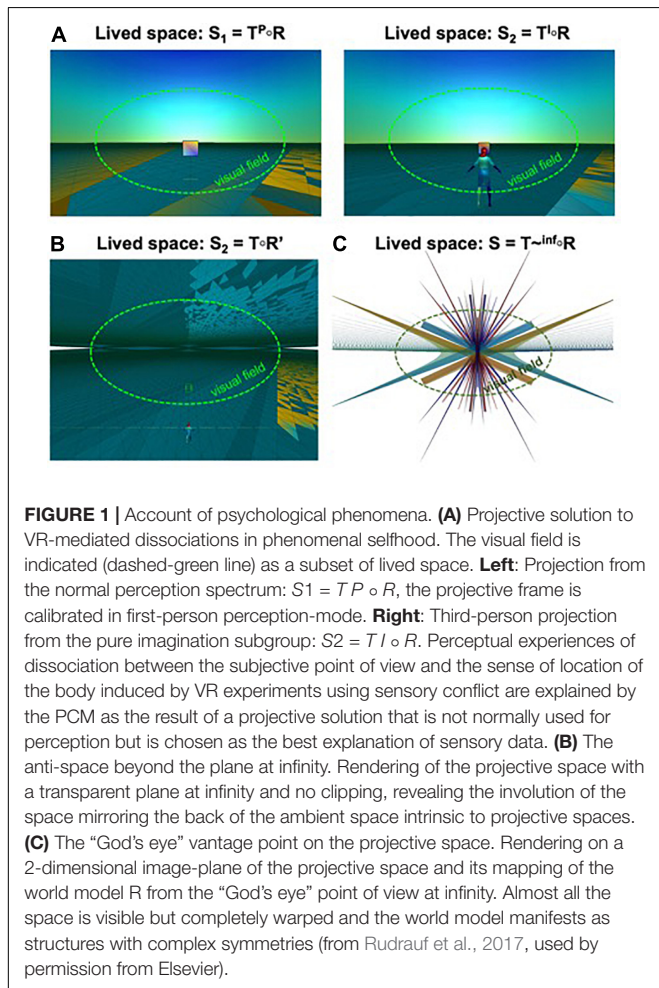 A Lived space: S₁ = Tᴾ∘R Lived space: S₂ = Tᴵ∘R
visual field
visual field
B Lived space: S₂ = T∘R’ C Lived space: S = T~ⁱⁿᶠ∘R
visual field
visual field
FIGURE 1 | Account of psychological phenomena. (A) Projective solution to
VR-mediated dissociations in phenomenal selfhood. The visual field is
indicated (dashed-green line) as a subset of lived space. Left: Projection from
the normal perception spectrum: S1 = T P ∘ R, the projective frame is
calibrated in first-person perception-mode. Right: Third-person projection
from the pure imagination subgroup: S2 = T I ∘ R. Perceptual experiences of
dissociation between the subjective point of view and the sense of location of
the body induced by VR experiments using sensory conflict are explained by
the PCM as the result of a projective solution that is not normally used for
perception but is chosen as the best explanation of sensory data. (B) The
anti-space beyond the plane at infinity. Rendering of the projective space with
a transparent plane at infinity and no clipping, revealing the involution of the
space mirroring the back of the ambient space intrinsic to projective spaces.
(C) The “God’s eye” vantage point on the projective space. Rendering on a
2-dimensional image-plane of the projective space and its mapping of the
world model R from the “God’s eye” point of view at infinity. Almost all the
space is visible but completely warped and the world model manifests as
structures with complex symmetries (from Rudrauf et al., 2017, used by
permission from Elsevier).